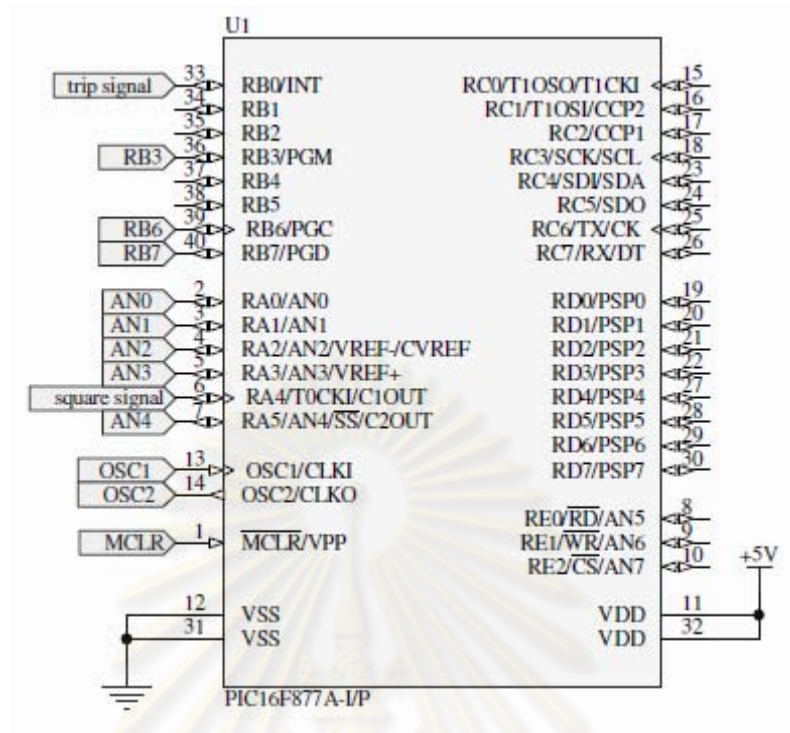 U1
trip signal 33 RB0/INT RC0/T1OSO/T1CKI 15
34 RB1 RC1/T1OSI/CCP2 16
35 RB2 RC2/CCP1 17
RB3 36 RB3/PGM RC3/SCK/SCL 18
37 RB4 RC4/SDI/SDA 23
38 RB5 RC5/SDO 24
RB6 39 RB6/PGC RC6/TX/CK 25
RB7 40 RB7/PGD RC7/RX/DT 26
AN0 2 RA0/AN0 RD0/PSP0 19
AN1 3 RA1/AN1 RD1/PSP1 20
AN2 4 RA2/AN2/VREF-/CVREF RD2/PSP2 21
AN3 5 RA3/AN3/VREF+ RD3/PSP3 22
square signal 6 RA4/T0CKI/C1OUT RD4/PSP4 27
AN4 7 RA5/AN4/SS/C2OUT RD5/PSP5 28
RD6/PSP6 29
OSC1 13 OSC1/CLKI RD7/PSP7 30
OSC2 14 OSC2/CLKO
RE0/RD/AN5 8
MCLR 1 MCLR/VPP RE1/WR/AN6 9
RE2/CS/AN7 10
+5V
12 VSS VDD 11
31 VSS VDD 32
PIC16F877A-I/P